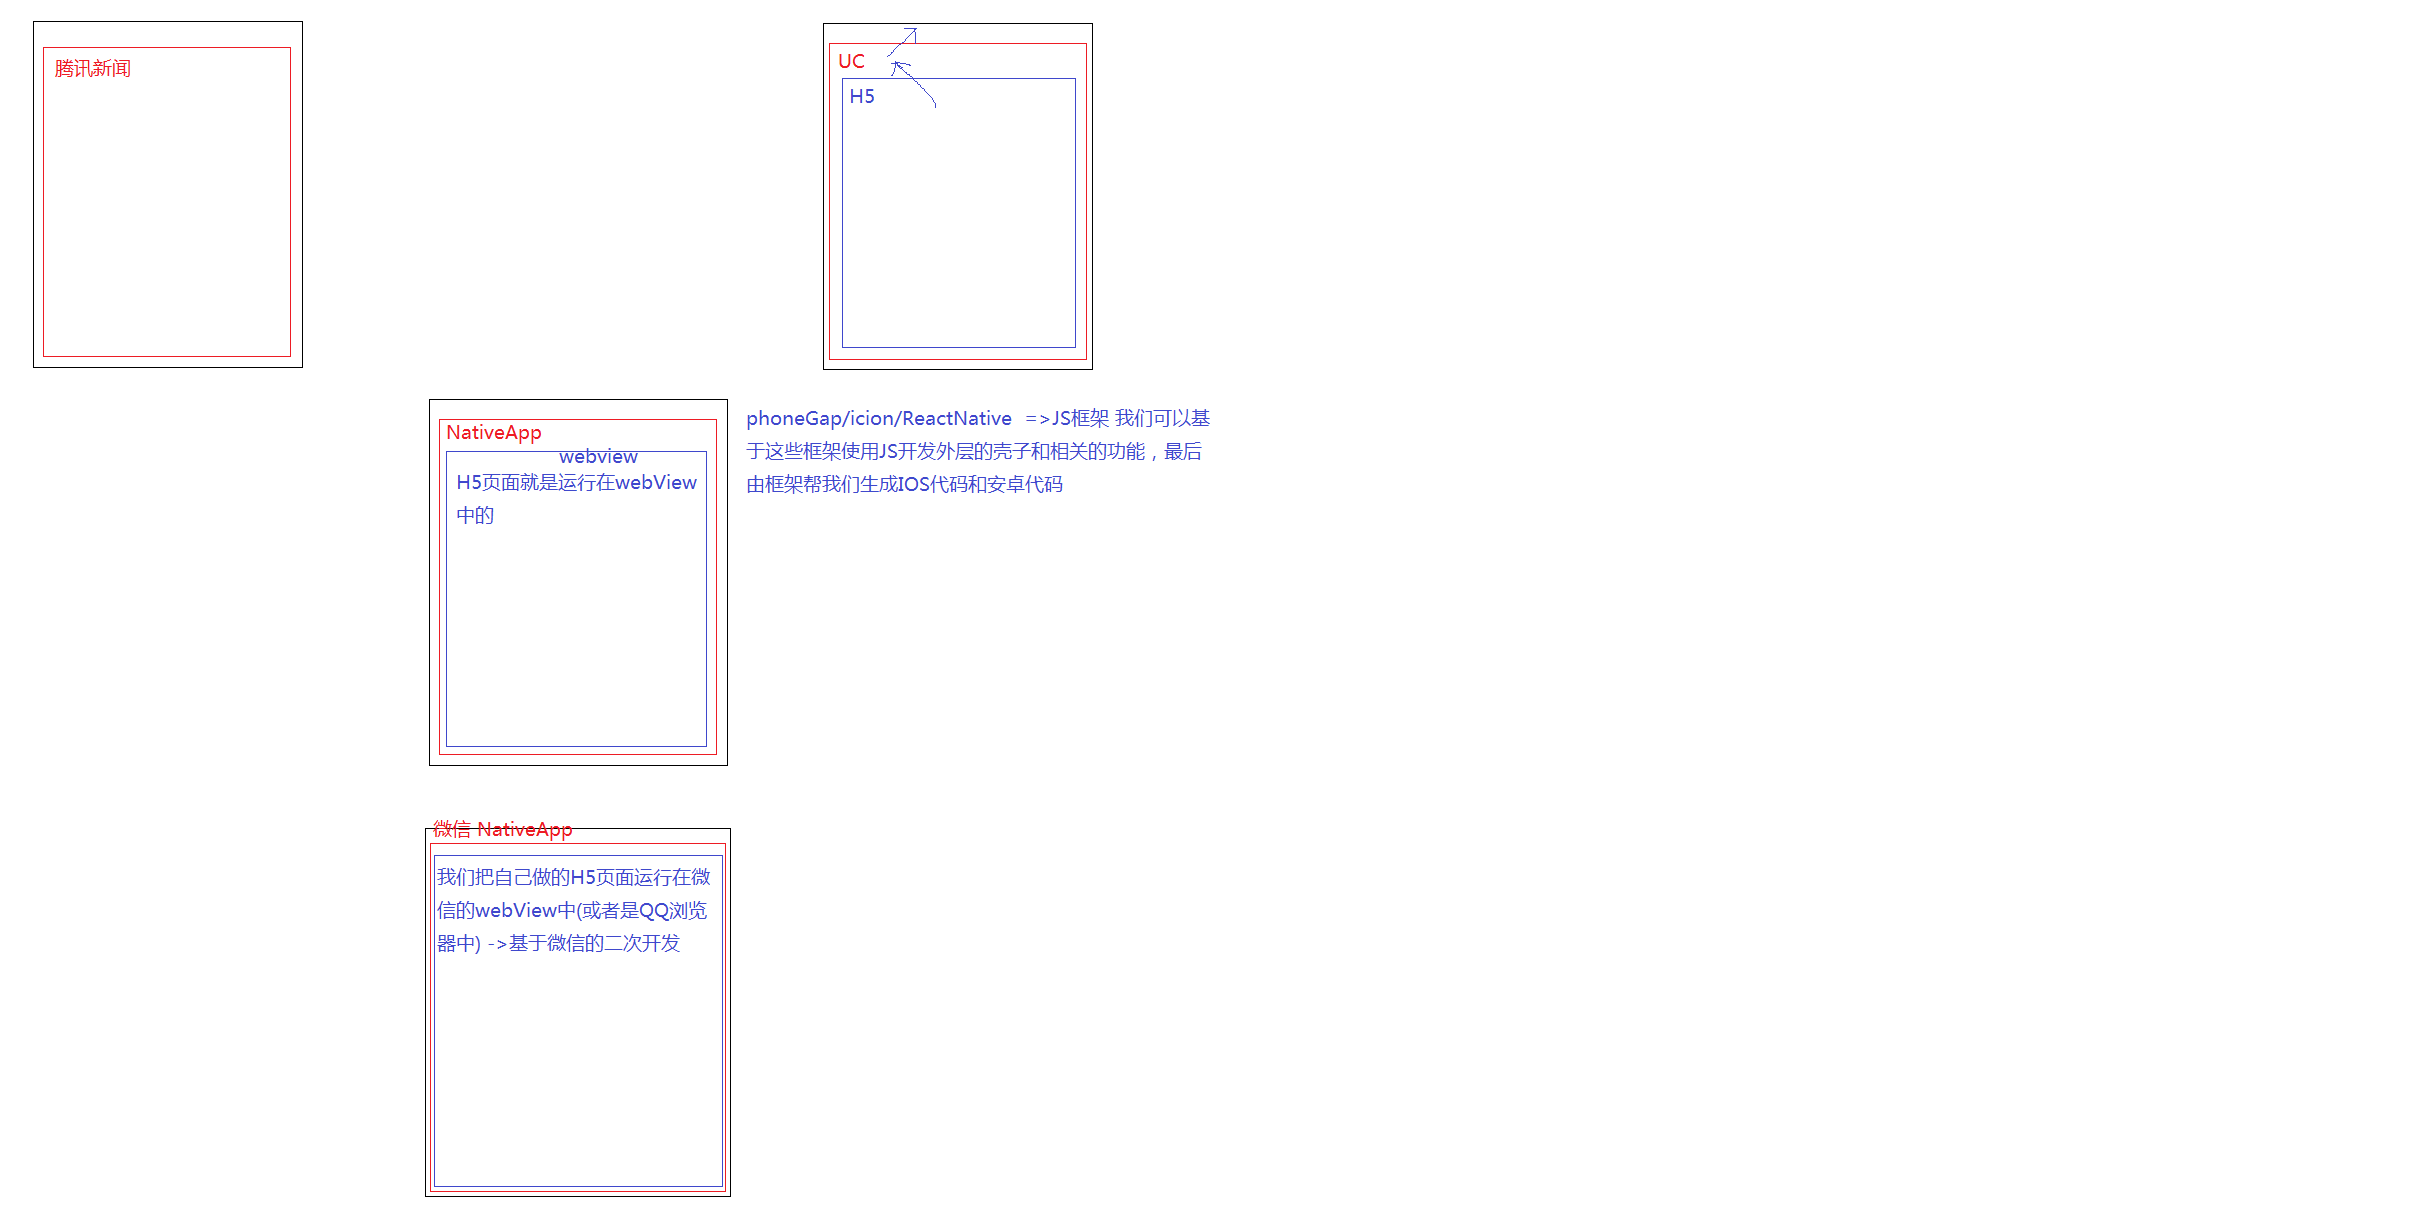 腾讯新闻
UC
H5
NativeApp
webview
H5页面就是运行在webView
中的
phoneGap/icion/ReactNative =>JS框架 我们可以基
于这些框架使用JS开发外层的壳子和相关的功能，最后
由框架帮我们生成IOS代码和安卓代码
微信 NativeApp
我们把自己做的H5页面运行在微
信的webView中(或者是QQ浏览
器中) ->基于微信的二次开发